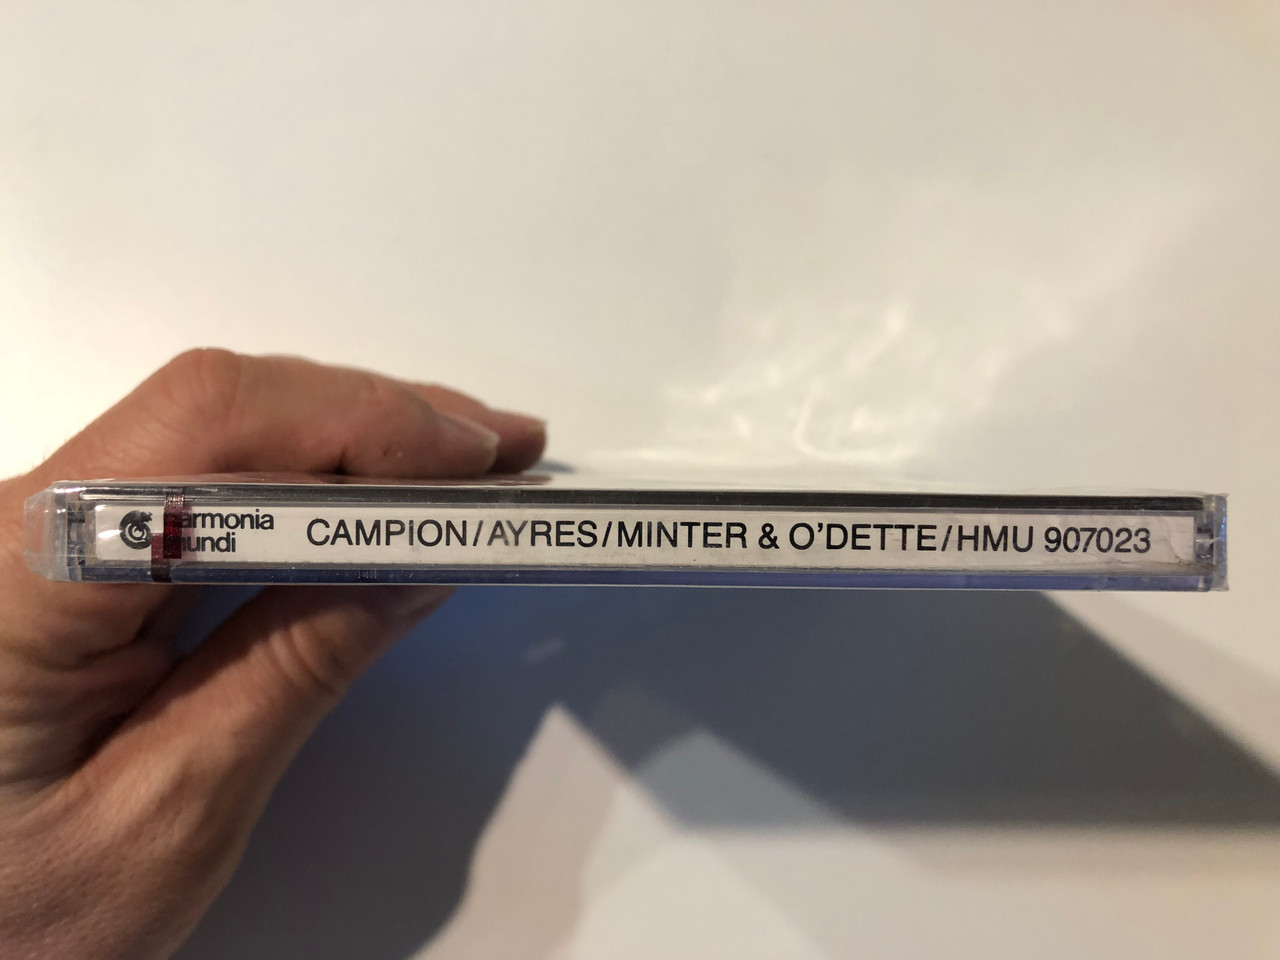 armonia
undi
CAMPION/AYRES/MINTER & O'DETTE/HMU 907023